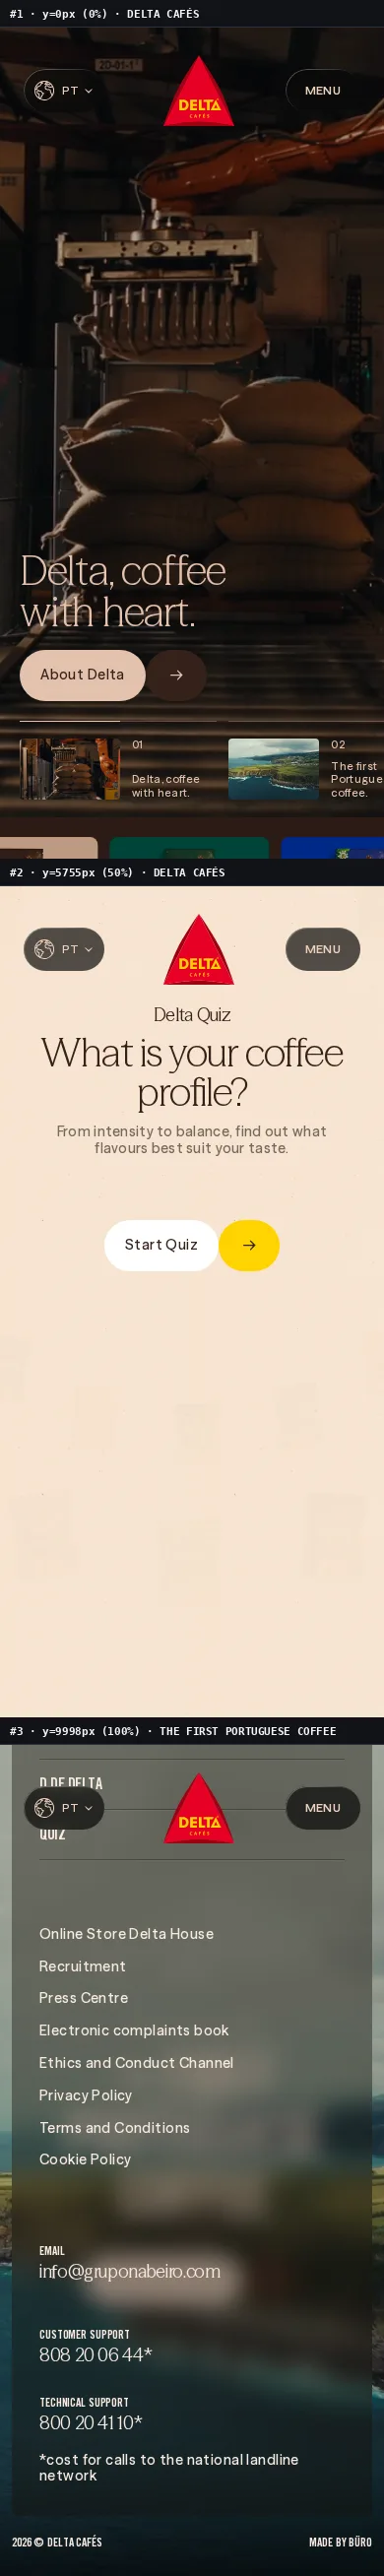 #1 · y=0px (0%) · DELTA CAFÉS
PT
DELTA
CAFÉS
MENU
Delta, coffee
with heart.
About Delta
01
Delta, coffee
with heart.
02
The first
Portugue
coffee.
#2 · y=5755px (50%) · DELTA CAFÉS
PT
DELTA
CAFÉS
MENU
Delta Quiz
What is your coffee
profile?
From intensity to balance, find out what
flavours best suit your taste.
Start Quiz
#3 · y=9998px (100%) · THE FIRST PORTUGUESE COFFEE
D DE DELTA
PT
DELTA
CAFÉS
MENU
QUIZ
Online Store Delta House
Recruitment
Press Centre
Electronic complaints book
Ethics and Conduct Channel
Privacy Policy
Terms and Conditions
Cookie Policy
EMAIL
info@gruponabeiro.com
CUSTOMER SUPPORT
808 20 06 44*
TECHNICAL SUPPORT
800 20 41 10*
*cost for calls to the national landline
network
2026 © DELTA CAFÉS
MADE BY BÜRO